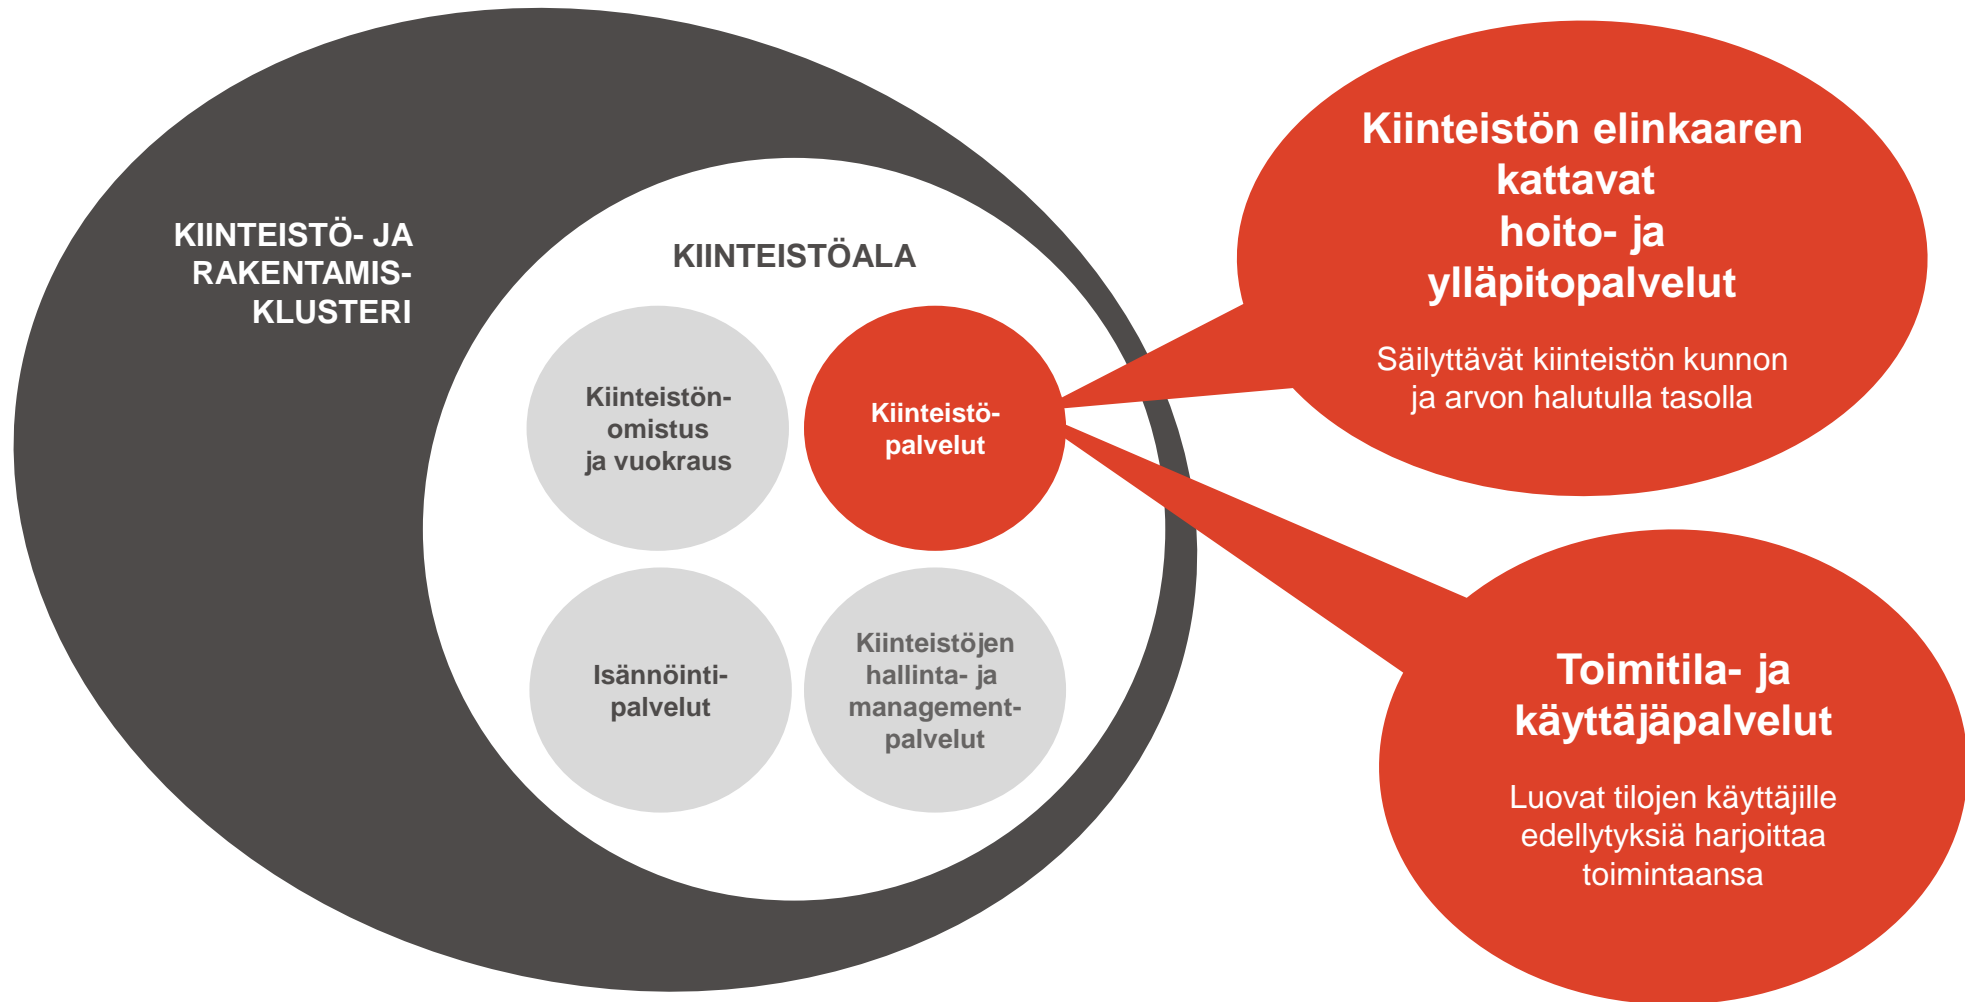 KIINTEISTÖ- JA
RAKENTAMIS-
KLUSTERI
KIINTEISTÖALA
Kiinteistön-
omistus
ja vuokraus
Kiinteistö-
palvelut
Isännöinti-
palvelut
Kiinteistöjen
hallinta- ja
management-
palvelut
Kiinteistön elinkaaren
kattavat
hoito- ja
ylläpitopalvelut
Säilyttävät kiinteistön kunnon
ja arvon halutulla tasolla
Toimitila- ja
käyttäjäpalvelut
Luovat tilojen käyttäjille
edellytyksiä harjoittaa
toimintaansa